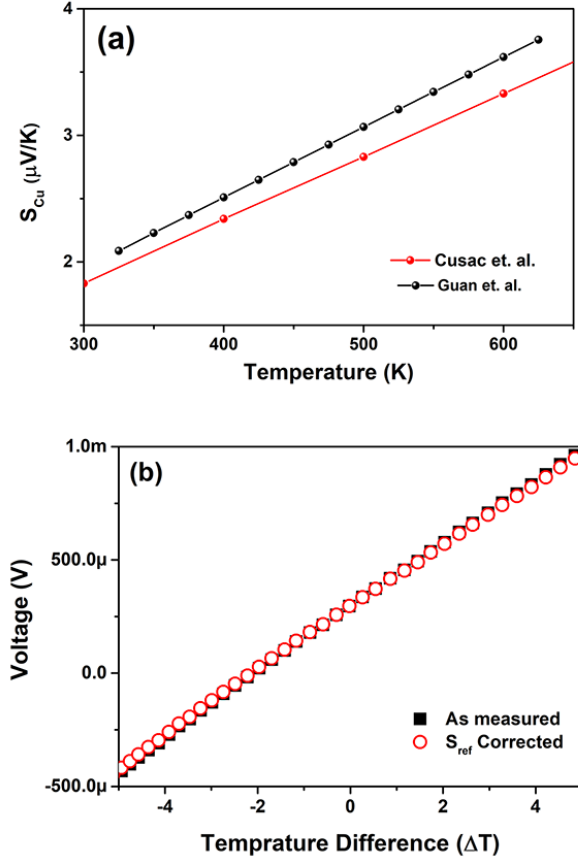 (a)
4
3
2
S_Cu (μV/K)
300 400 500 600
Temperature (K)
Cusac et. al.
Guan et. al.
(b)
1.0m
500.0μ
0.0
-500.0μ
Voltage (V)
As measured
S_ref Corrected
-4 -2 0 2 4
Temprature Difference (ΔT)